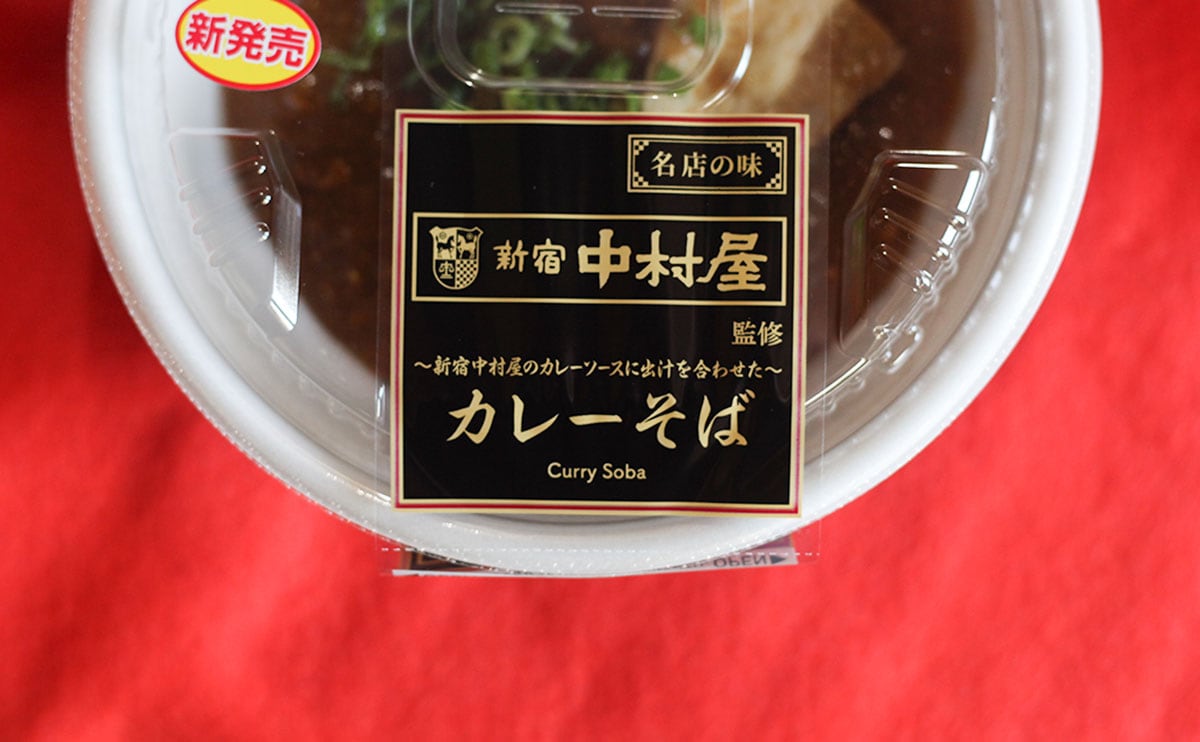 新発売
名店の味
新宿 中村屋
監修
～新宿中村屋のカレーソースに出汁を合わせた～
カレーそば
Curry Soba
OPEN▶